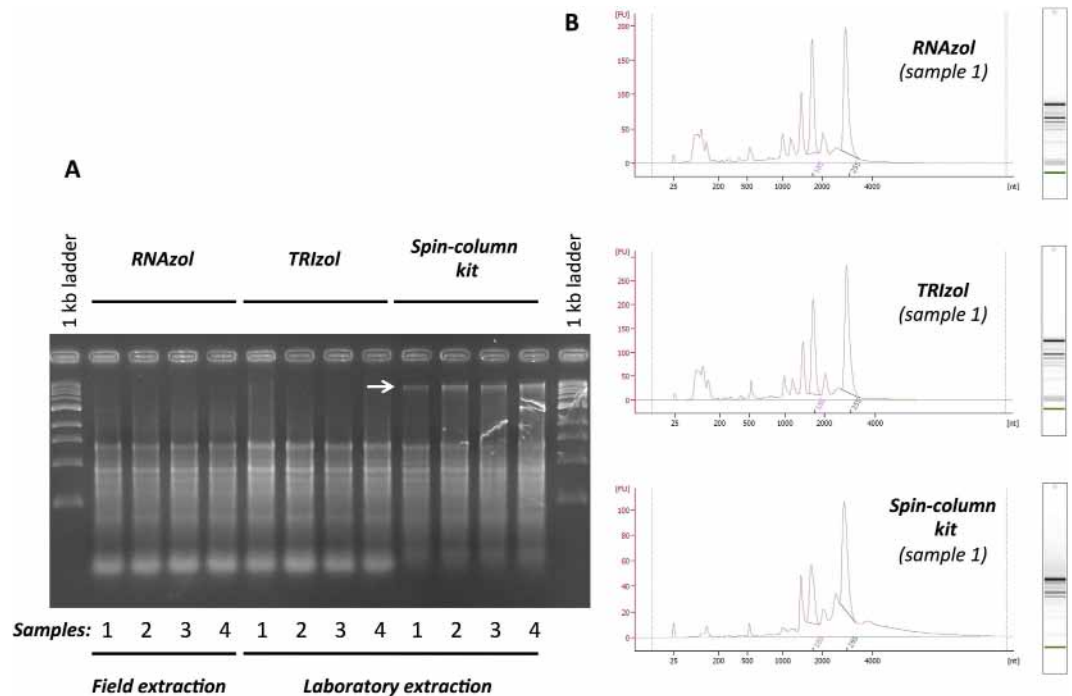 A
1 kb ladder
RNAzol
TRIzol
Spin-column
kit
1 kb ladder
Samples: 1 2 3 4 1 2 3 4 1 2 3 4
Field extraction
Laboratory extraction
B
[FU]
200
150
100
50
0
25 200 500 1000 2000 4000 [nt]
RNAzol
(sample 1)
[FU]
250
200
150
100
50
0
25 200 500 1000 2000 4000
TRIzol
(sample 1)
[FU]
100
80
60
40
20
0
25 200 500 1000 2000 4000 [nt]
Spin-column
kit
(sample 1)